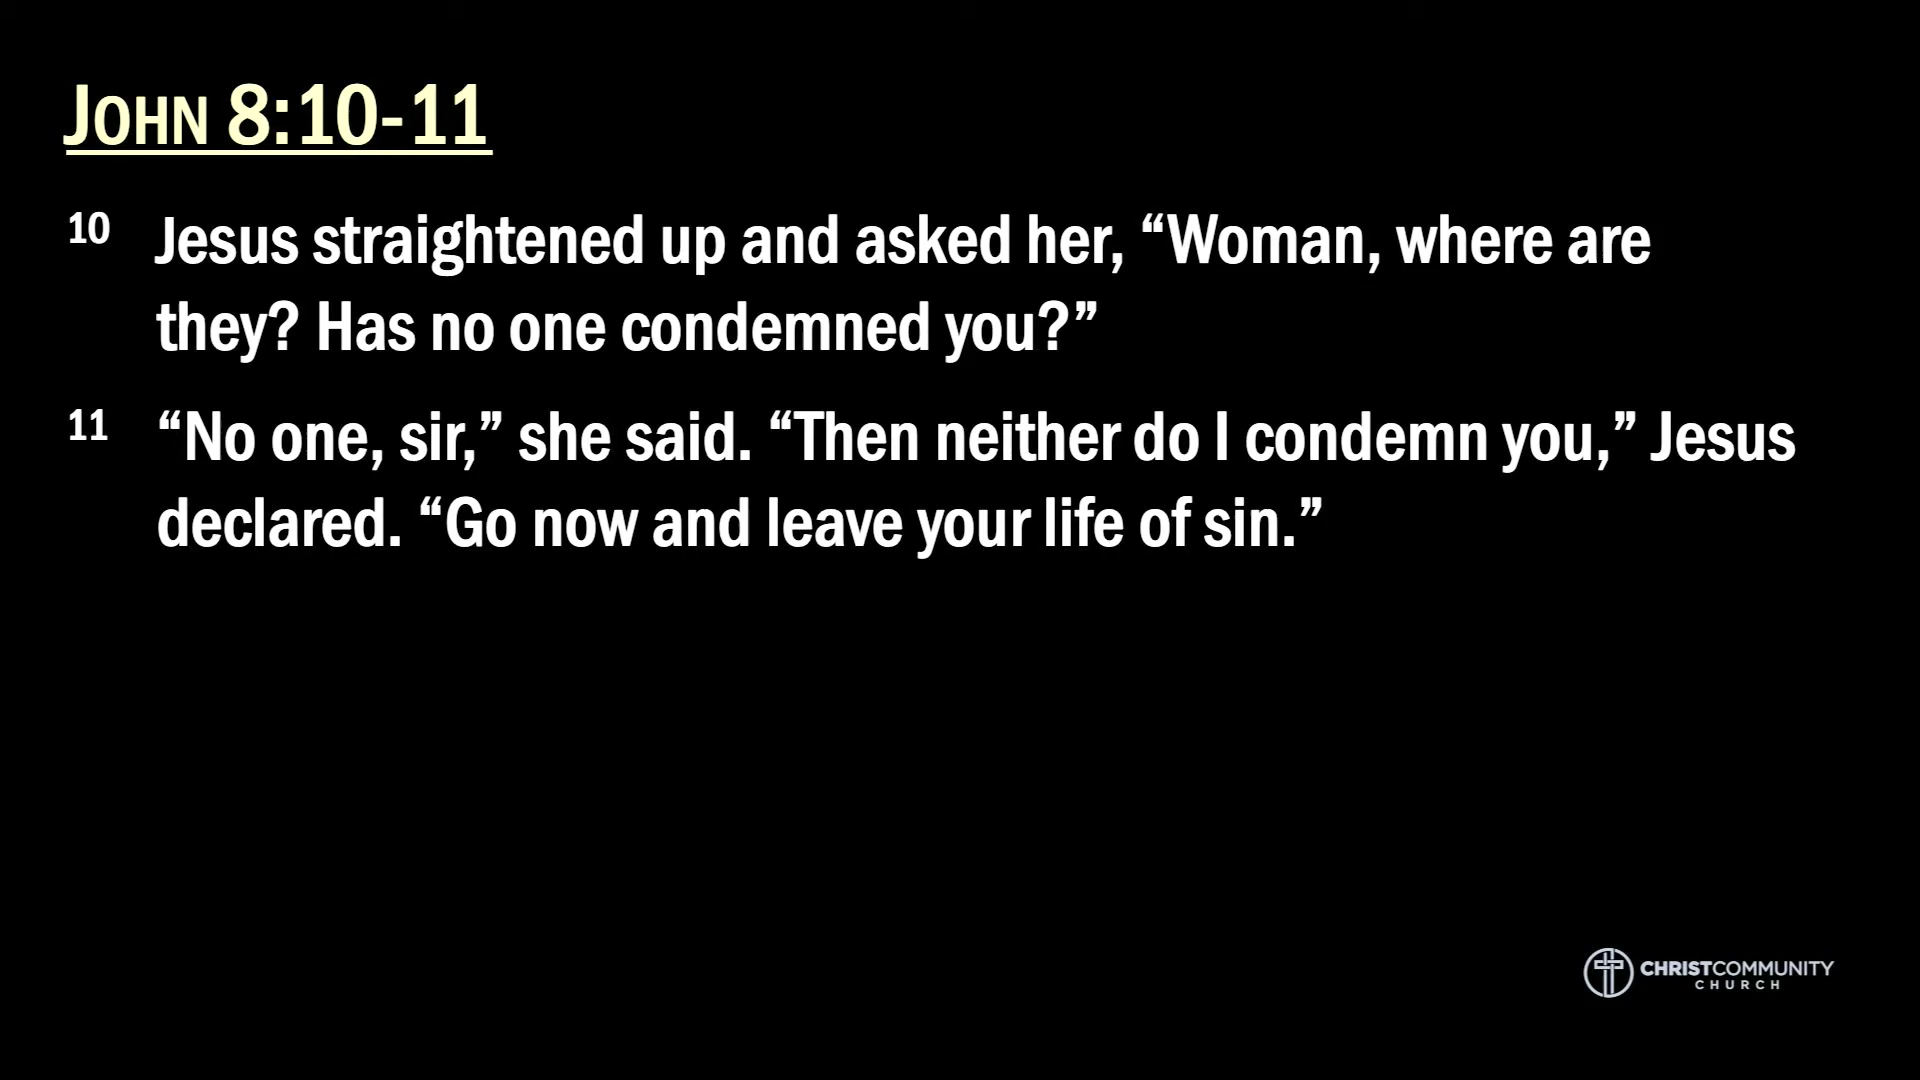 JOHN 8:10-11
10 Jesus straightened up and asked her, “Woman, where are
they? Has no one condemned you?”
11 “No one, sir,” she said. “Then neither do I condemn you,” Jesus
declared. “Go now and leave your life of sin.”
CHRISTCOMMUNITY
CHURCH